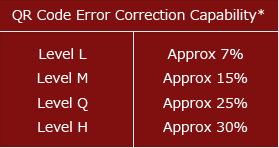 QR Code Error Correction Capability*
Level L Approx 7%
Level M Approx 15%
Level Q Approx 25%
Level H Approx 30%